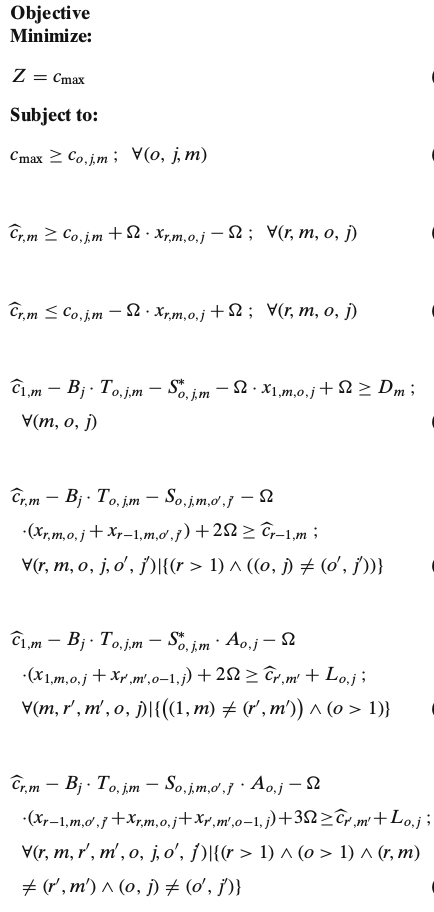 Objective
Minimize:
Z = c_max (
Subject to:
c_max ≥ c_{o,j,m} ; ∀(o, j, m) (
ĉ_{r,m} ≥ c_{o,j,m} + Ω · x_{r,m,o,j} − Ω ; ∀(r, m, o, j) (
ĉ_{r,m} ≤ c_{o,j,m} − Ω · x_{r,m,o,j} + Ω ; ∀(r, m, o, j) (
ĉ_{1,m} − B_j · T_{o,j,m} − S*_{o,j,m} − Ω · x_{1,m,o,j} + Ω ≥ D_m ;
∀(m, o, j) (
ĉ_{r,m} − B_j · T_{o,j,m} − S_{o,j,m,o′,j′} − Ω
·(x_{r,m,o,j} + x_{r−1,m,o′,j′}) + 2Ω ≥ ĉ_{r−1,m} ;
∀(r, m, o, j, o′, j′)|{(r > 1) ∧ ((o, j) ≠ (o′, j′))} (
ĉ_{1,m} − B_j · T_{o,j,m} − S*_{o,j,m} · A_{o,j} − Ω
·(x_{1,m,o,j} + x_{r′,m′,o−1,j}) + 2Ω ≥ ĉ_{r′,m′} + L_{o,j} ;
∀(m, r′, m′, o, j)|{((1, m) ≠ (r′, m′)) ∧ (o > 1)} (
ĉ_{r,m} − B_j · T_{o,j,m} − S_{o,j,m,o′,j′} · A_{o,j} − Ω
·(x_{r−1,m,o′,j′} + x_{r,m,o,j} + x_{r′,m′,o−1,j}) + 3Ω ≥ ĉ_{r′,m′} + L_{o,j} ;
∀(r, m, r′, m′, o, j, o′, j′)|{(r > 1) ∧ (o > 1) ∧ (r, m)
≠ (r′, m′) ∧ (o, j) ≠ (o′, j′)} (